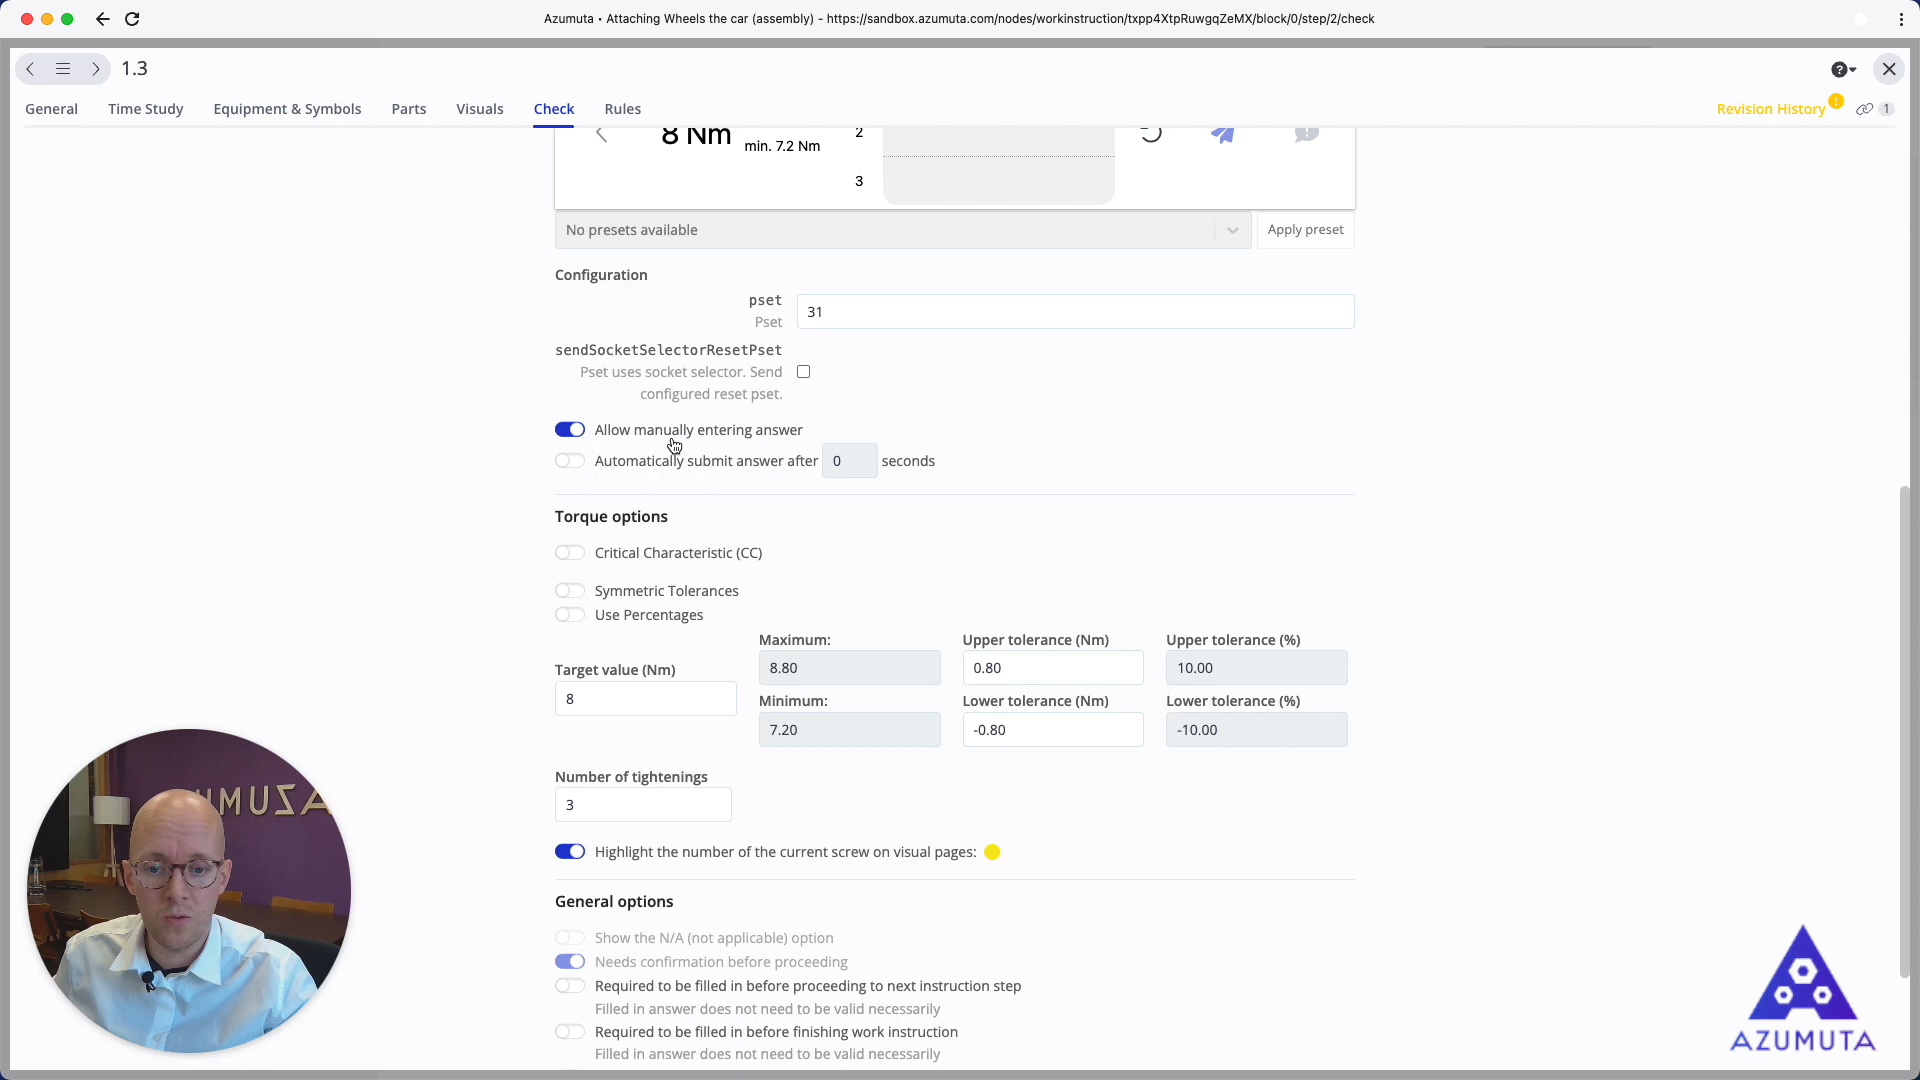 Azumuta • Attaching Wheels the car (assembly) - https://sandbox.azumuta.com/nodes/workinstruction/txpp4XtpRuwgqZeMX/block/0/step/2/check
1.3
General Time Study Equipment & Symbols Parts Visuals Check Rules
Revision History ! 1
8 Nm min. 7.2 Nm
2
3
No presets available
Apply preset
Configuration
pset
Pset
31
sendSocketSelectorResetPset
Pset uses socket selector. Send
configured reset pset.
Allow manually entering answer
Automatically submit answer after 0 seconds
Torque options
Critical Characteristic (CC)
Symmetric Tolerances
Use Percentages
Target value (Nm)
8
Maximum:
8.80
Upper tolerance (Nm)
0.80
Upper tolerance (%)
10.00
Minimum:
7.20
Lower tolerance (Nm)
-0.80
Lower tolerance (%)
-10.00
Number of tightenings
3
Highlight the number of the current screw on visual pages:
General options
Show the N/A (not applicable) option
Needs confirmation before proceeding
Required to be filled in before proceeding to next instruction step
Filled in answer does not need to be valid necessarily
Required to be filled in before finishing work instruction
Filled in answer does not need to be valid necessarily
AZUMUTA